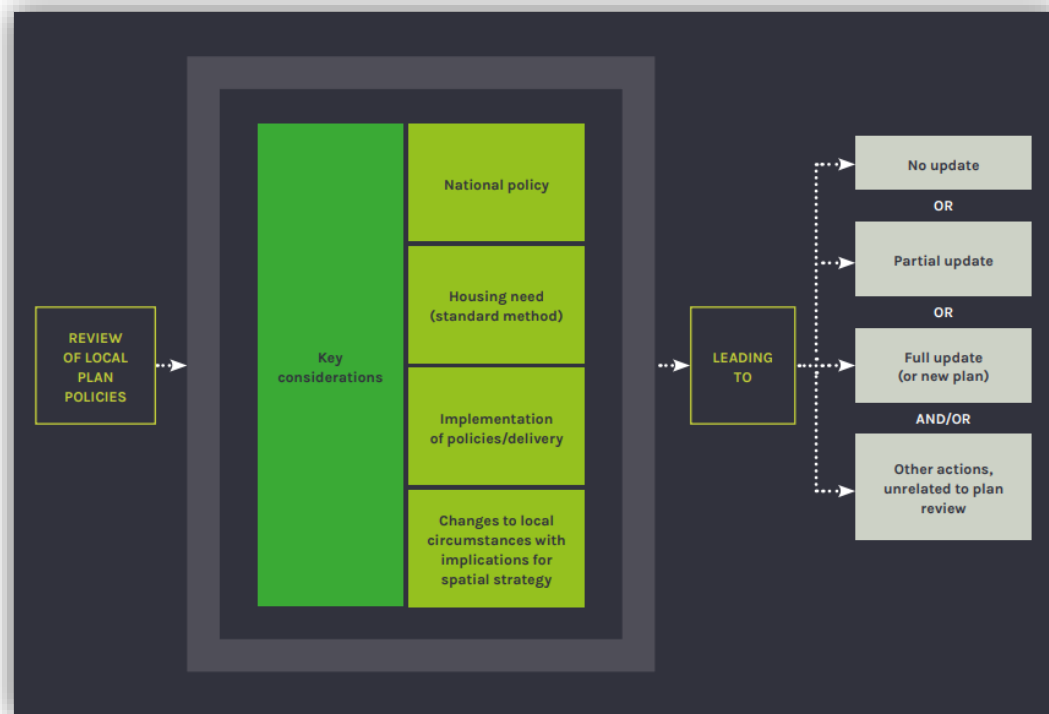 REVIEW
OF LOCAL
PLAN
POLICIES
Key
considerations
National policy
Housing need
(standard method)
Implementation
of policies/delivery
Changes to local
circumstances with
implications for
spatial strategy
LEADING
TO
No update
OR
Partial update
OR
Full update
(or new plan)
AND/OR
Other actions,
unrelated to plan
review